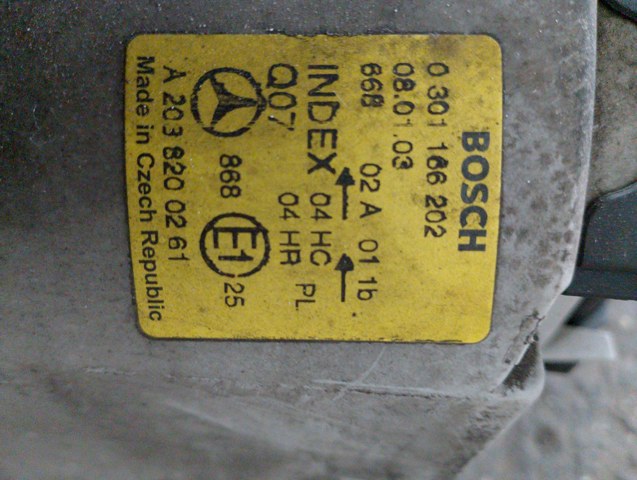 BOSCH
0 301 166 202
08.01.03
668 02 A 01 1b
INDEX 04 HC PL
Q07 04 HR
868 E1 25
A 203 820 02 61
Made in Czech Republic